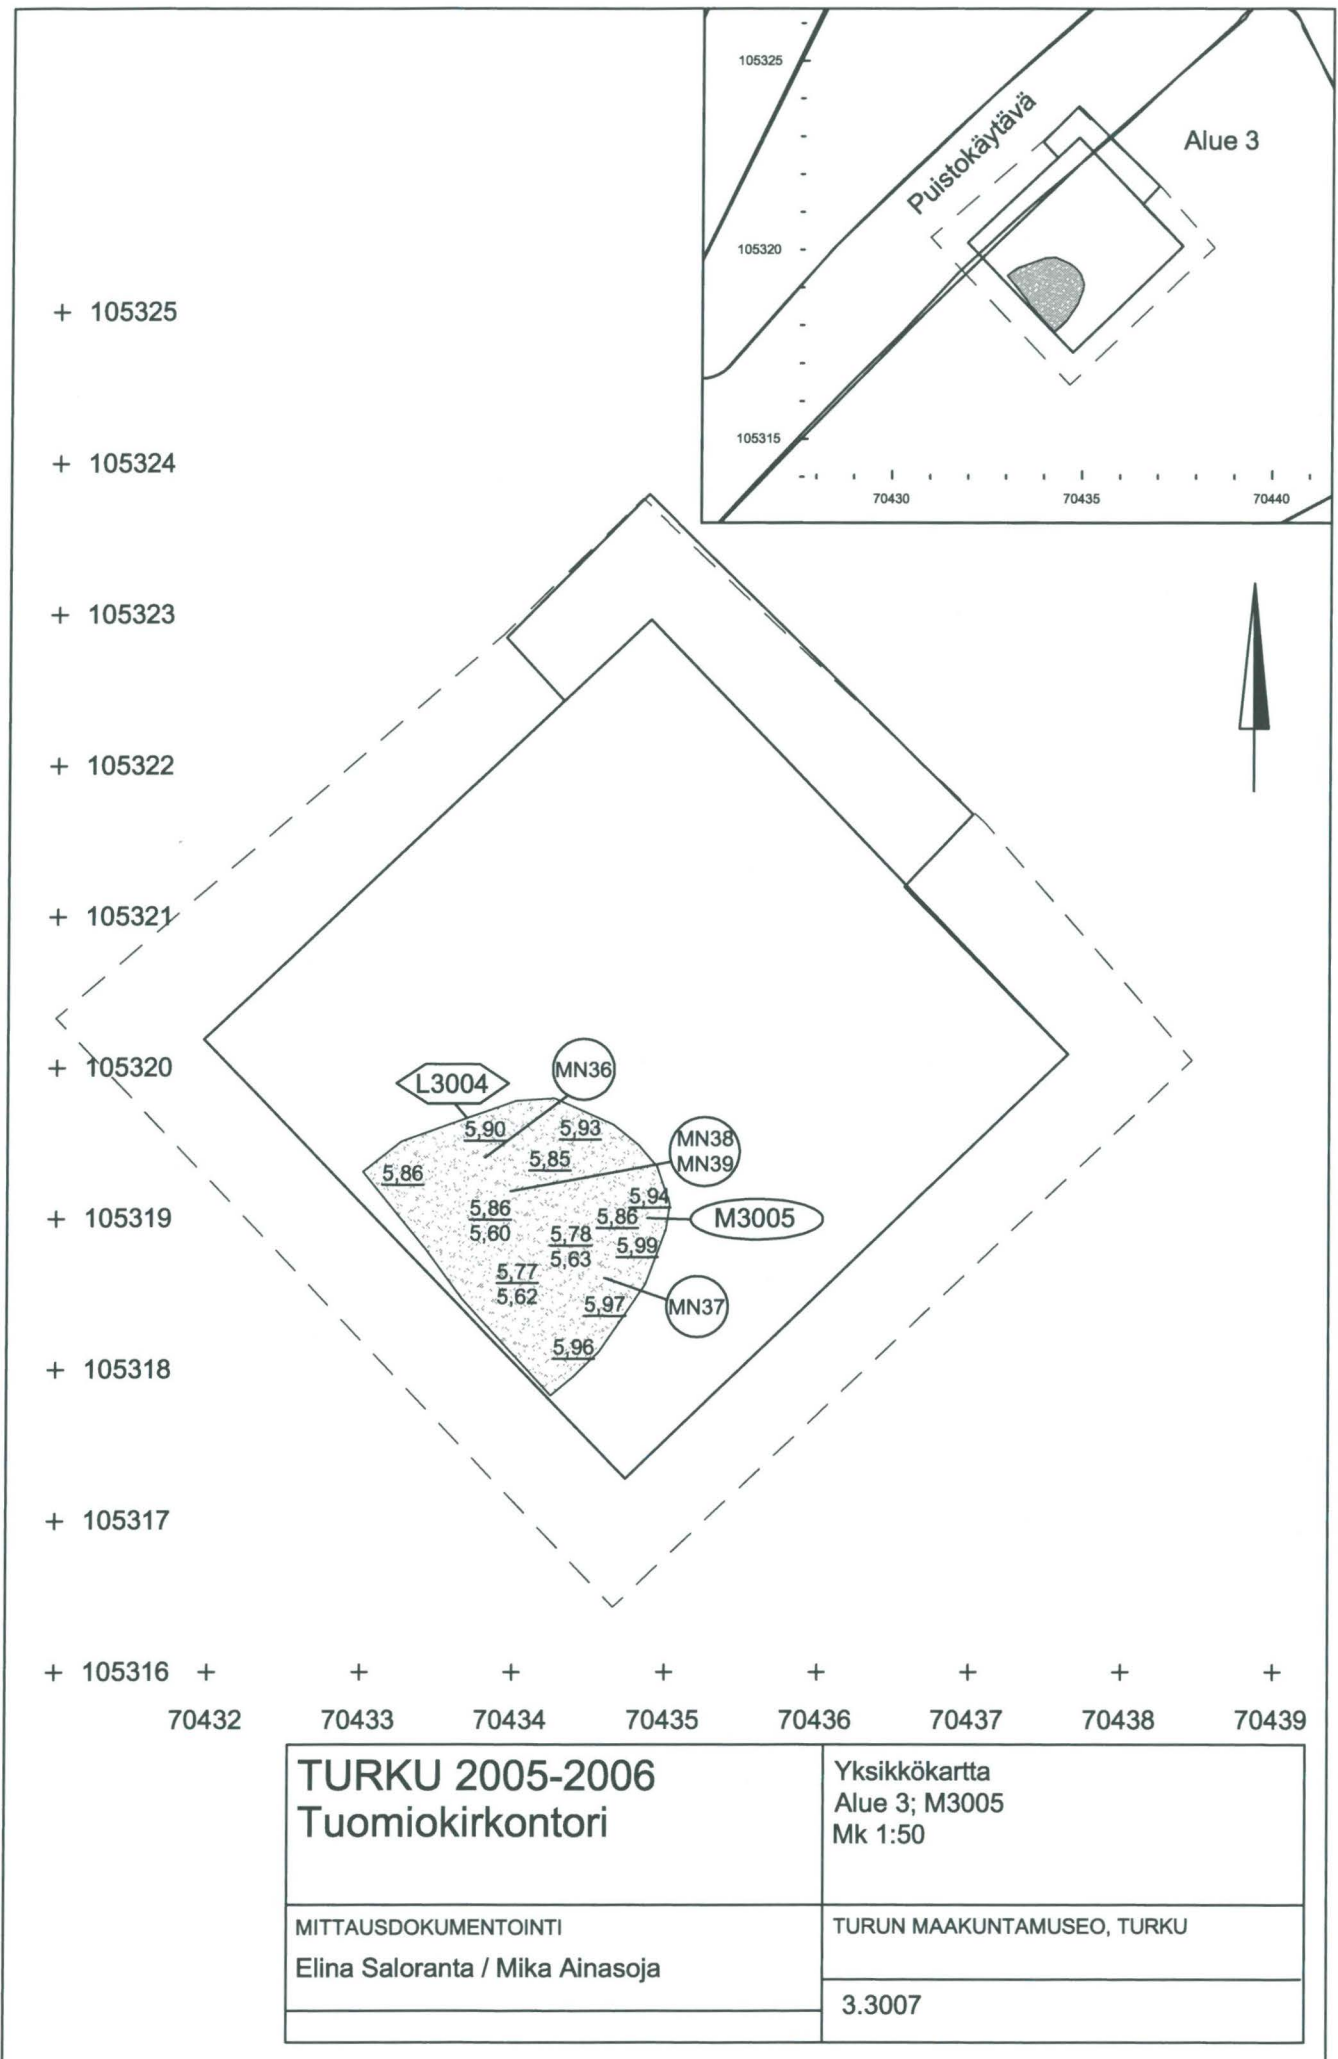 105325
Puistokäytävä
Alue 3
105320
105315
70430 70435 70440
105325
105324
105323
105322
105321
105320
105319
105318
105317
105316
L3004
MN36
5,90
5,93
MN38
MN39
5,86
5,85
5,94
5,86
5,60
5,86
M3005
5,78
5,63
5,99
5,77
5,62
5,97
MN37
5,96
70432 70433 70434 70435 70436 70437 70438 70439
TURKU 2005-2006
Tuomiokirkontori
Yksikkökartta
Alue 3; M3005
Mk 1:50
MITTAUSDOKUMENTOINTI
Elina Saloranta / Mika Ainasoja
TURUN MAAKUNTAMUSEO, TURKU
3.3007